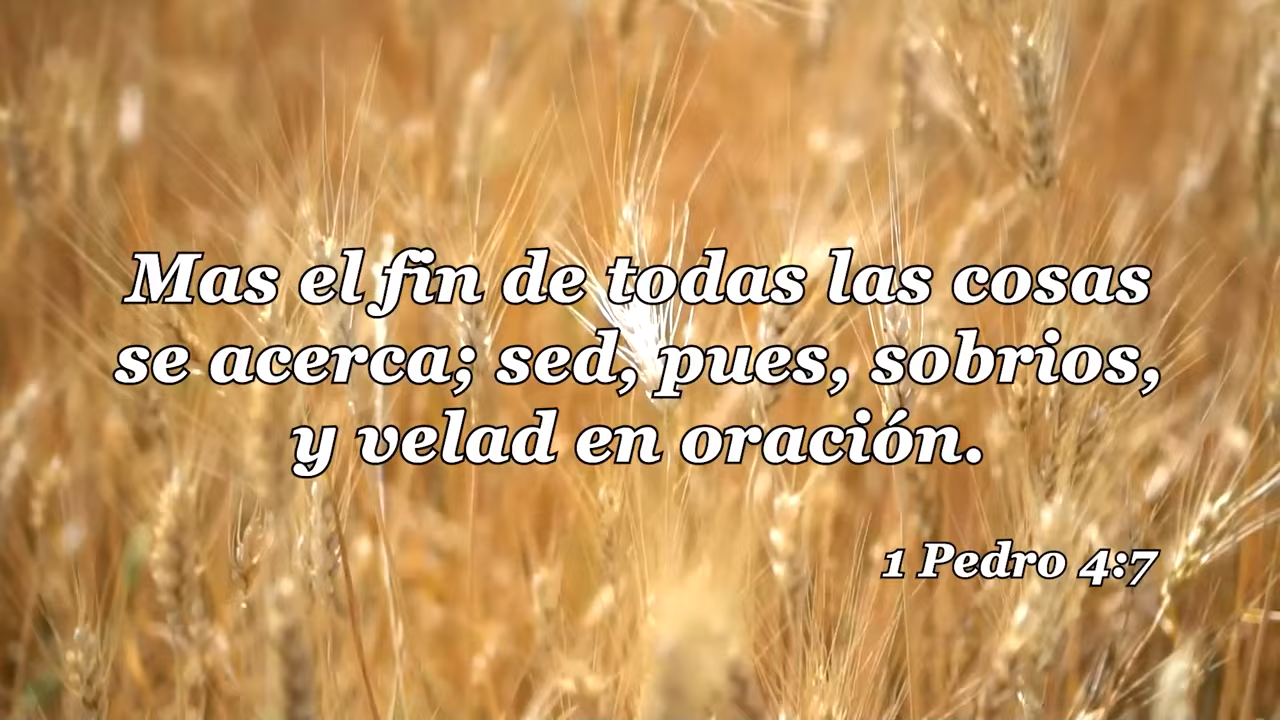 Mas el fin de todas las cosas
se acerca; sed, pues, sobrios,
y velad en oración.
1 Pedro 4:7